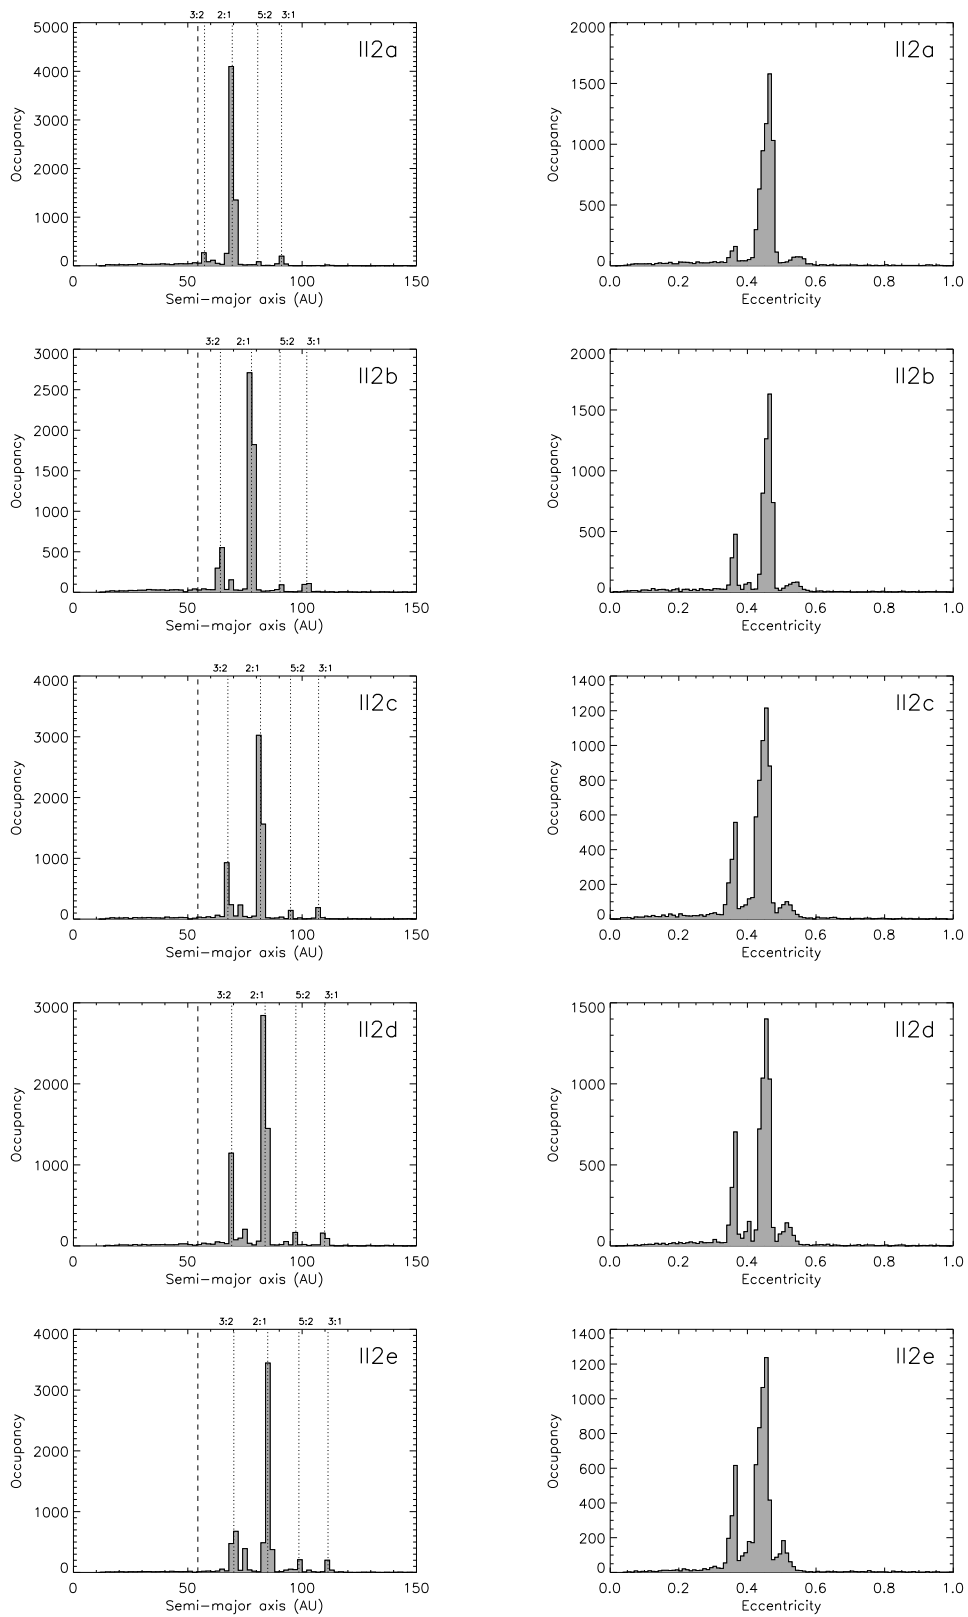 3:2 2:1 5:2 3:1
5000 4000 3000 2000 1000 0
Occupancy
II2a
0 50 100 150
Semi-major axis (AU)
2000 1500 1000 500 0
Occupancy
II2a
0.0 0.2 0.4 0.6 0.8 1.0
Eccentricity
3:2 2:1 5:2 3:1
3000 2500 2000 1500 1000 500 0
Occupancy
II2b
0 50 100 150
Semi-major axis (AU)
2000 1500 1000 500 0
Occupancy
II2b
0.0 0.2 0.4 0.6 0.8 1.0
Eccentricity
3:2 2:1 5:2 3:1
4000 3000 2000 1000 0
Occupancy
II2c
0 50 100 150
Semi-major axis (AU)
1400 1200 1000 800 600 400 200 0
Occupancy
II2c
0.0 0.2 0.4 0.6 0.8 1.0
Eccentricity
3:2 2:1 5:2 3:1
3000 2000 1000 0
Occupancy
II2d
0 50 100 150
Semi-major axis (AU)
1500 1000 500 0
Occupancy
II2d
0.0 0.2 0.4 0.6 0.8 1.0
Eccentricity
3:2 2:1 5:2 3:1
4000 3000 2000 1000 0
Occupancy
II2e
0 50 100 150
Semi-major axis (AU)
1400 1200 1000 800 600 400 200 0
Occupancy
II2e
0.0 0.2 0.4 0.6 0.8 1.0
Eccentricity